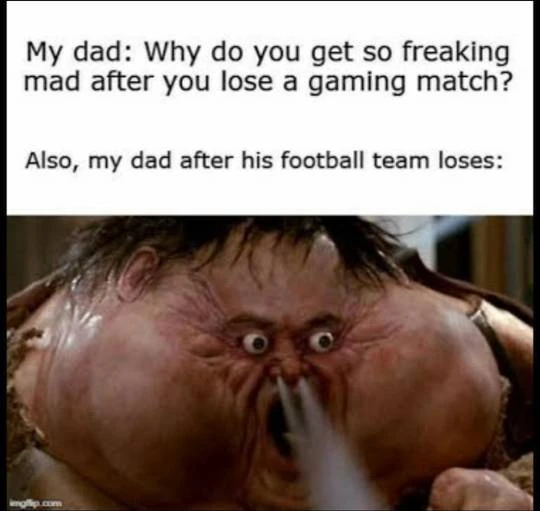 My dad: Why do you get so freaking
mad after you lose a gaming match?
Also, my dad after his football team loses:
imgflip.com